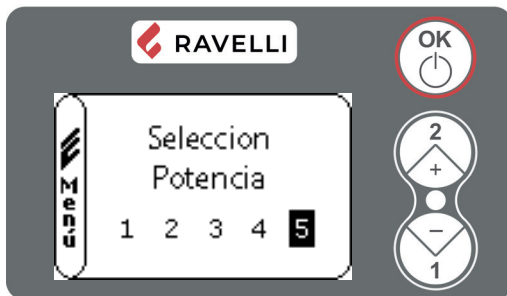 RAVELLI
OK
Menú
Seleccion
Potencia
1 2 3 4 5
2
+
-
1